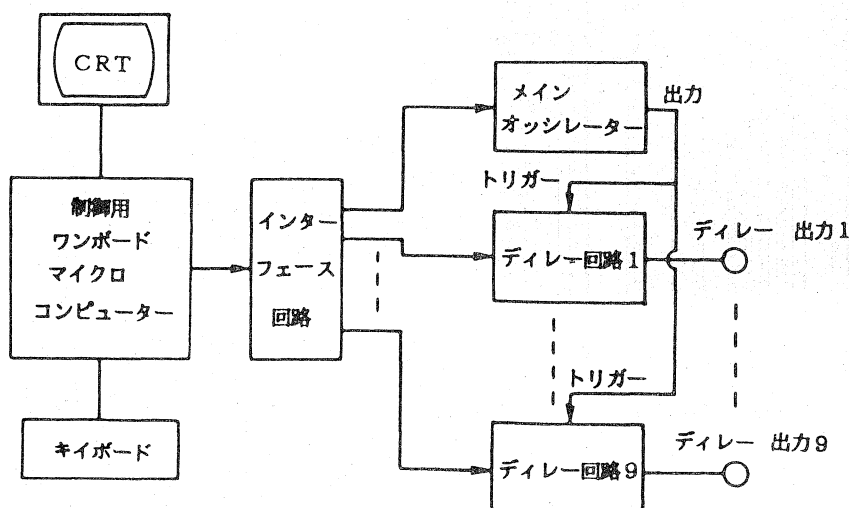 CRT
制御用
ワンボード
マイクロ
コンピューター
キイボード
インター
フェース
回路
メイン
オッシレーター
出力
トリガー
ディレー回路1
ディレー 出力1
トリガー
ディレー回路9
ディレー 出力9